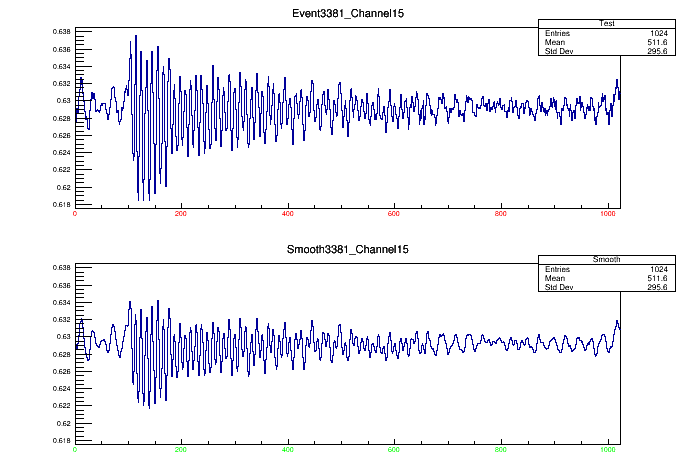 Event3381_Channel15
Test
Entries 1024
Mean 511.6
Std Dev 295.6
0.638
0.636
0.634
0.632
0.63
0.628
0.626
0.624
0.622
0.62
0.618
0 200 400 600 800 1000
Smooth3381_Channel15
Smooth
Entries 1024
Mean 511.6
Std Dev 295.6
0.638
0.636
0.634
0.632
0.63
0.628
0.626
0.624
0.622
0.62
0.618
0 200 400 600 800 1000